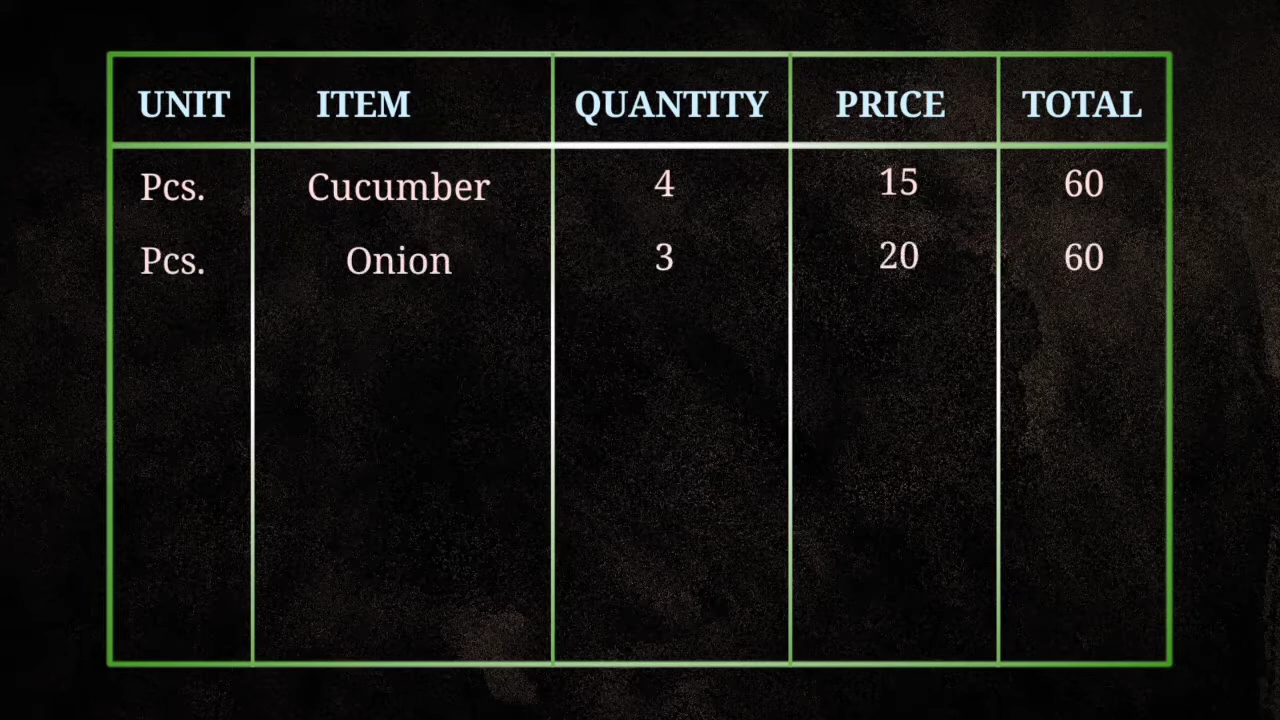 UNIT ITEM QUANTITY PRICE TOTAL
Pcs. Cucumber 4 15 60
Pcs. Onion 3 20 60